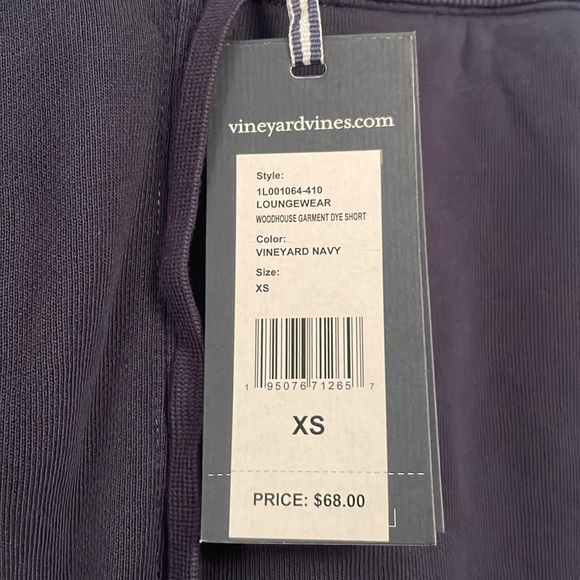 vineyardvines.com
Style:
1L001064-410
LOUNGEWEAR
WOODHOUSE GARMENT DYE SHORT
Color:
VINEYARD NAVY
Size:
XS
1 95076 71265 7
XS
PRICE: $68.00